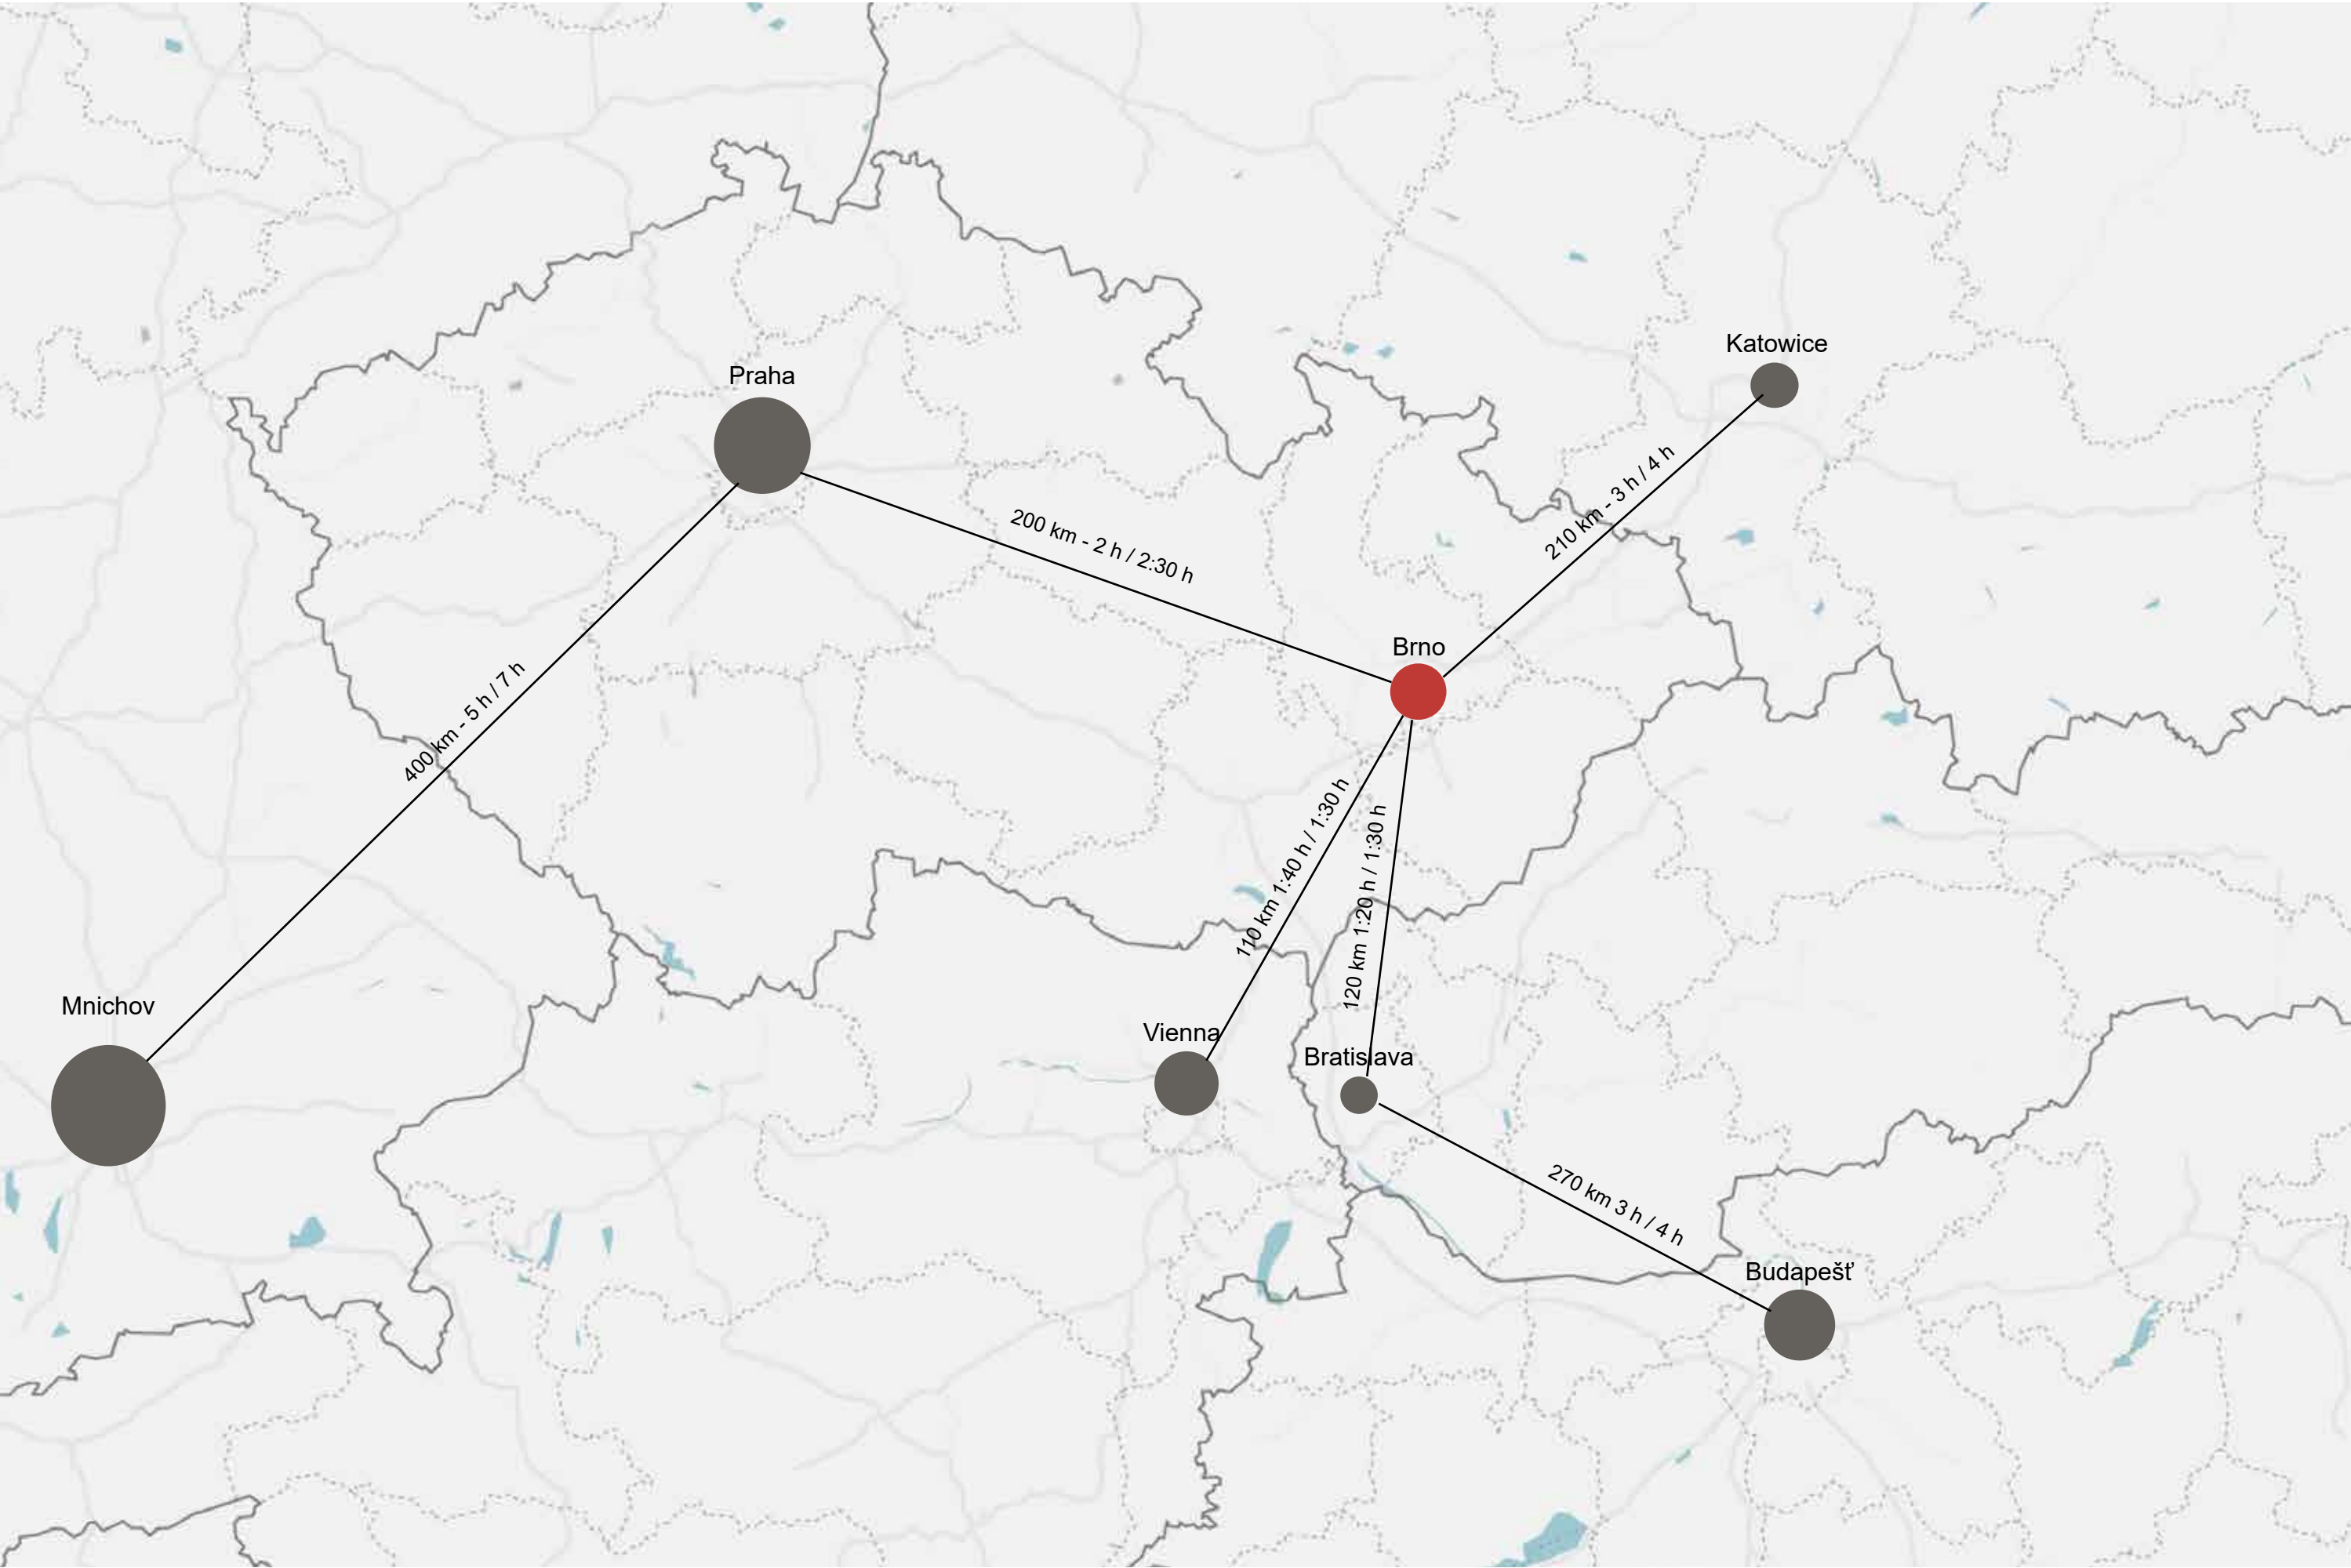 Katowice
Praha
210 km - 3 h / 4 h
200 km - 2 h / 2:30 h
Brno
400 km - 5 h / 7 h
110 km 1:40 h / 1:30 h
120 km 1:20 h / 1:30 h
Mnichov
Vienna
Bratislava
270 km 3 h / 4 h
Budapešť